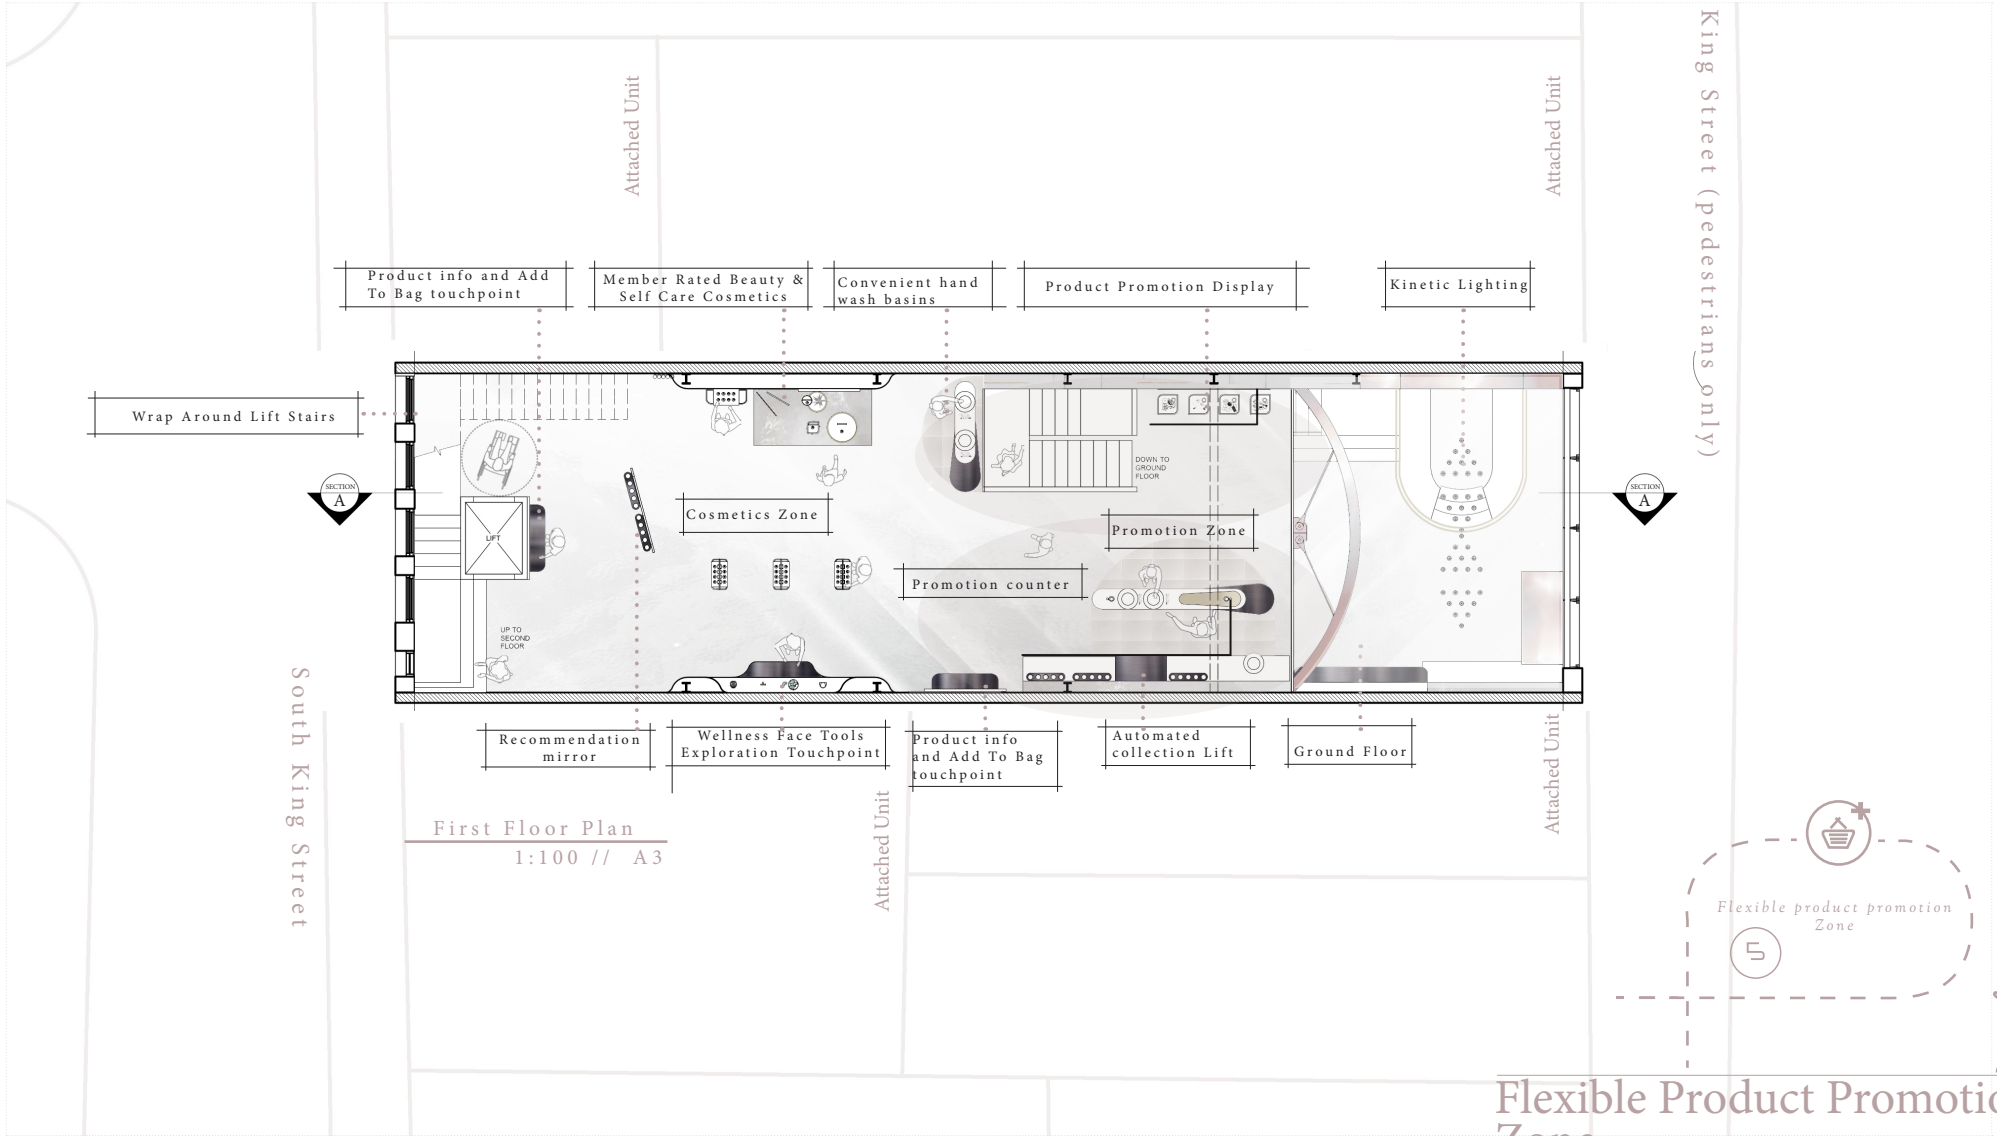 King Street (pedestrians only)
Attached Unit
Attached Unit
Product info and Add
To Bag touchpoint
Member Rated Beauty &
Self Care Cosmetics
Convenient hand
wash basins
Product Promotion Display
Kinetic Lighting
Wrap Around Lift Stairs
SECTION
A
DOWN TO
GROUND
FLOOR
SECTION
A
Cosmetics Zone
Promotion Zone
LIFT
Promotion counter
UP TO
SECOND
FLOOR
South King Street
Recommendation
mirror
Wellness Face Tools
Exploration Touchpoint
Product info
and Add To Bag
touchpoint
Automated
collection Lift
Ground Floor
Attached Unit
Attached Unit
First Floor Plan
1:100 // A3
Flexible product promotion
Zone
5
Flexible Product Promotio
Zone